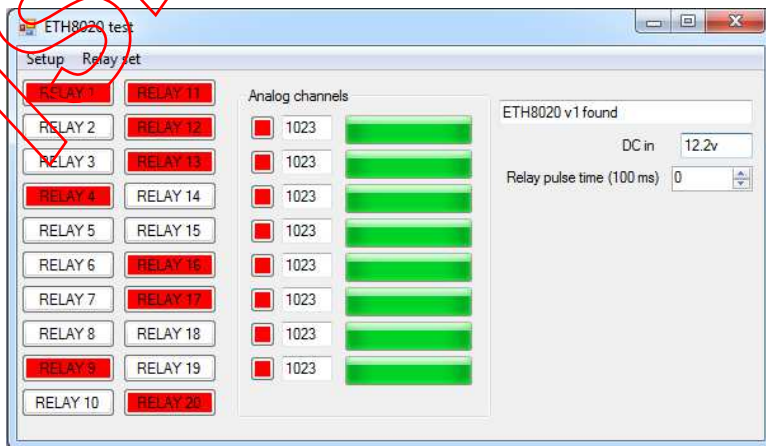 ETH8020 test
Setup Relay set
RELAY 1 RELAY 11
RELAY 2 RELAY 12
RELAY 3 RELAY 13
RELAY 4 RELAY 14
RELAY 5 RELAY 15
RELAY 6 RELAY 16
RELAY 7 RELAY 17
RELAY 8 RELAY 18
RELAY 9 RELAY 19
RELAY 10 RELAY 20
Analog channels
1023
1023
1023
1023
1023
1023
1023
1023
ETH8020 v1 found
DC in 12.2v
Relay pulse time (100 ms) 0